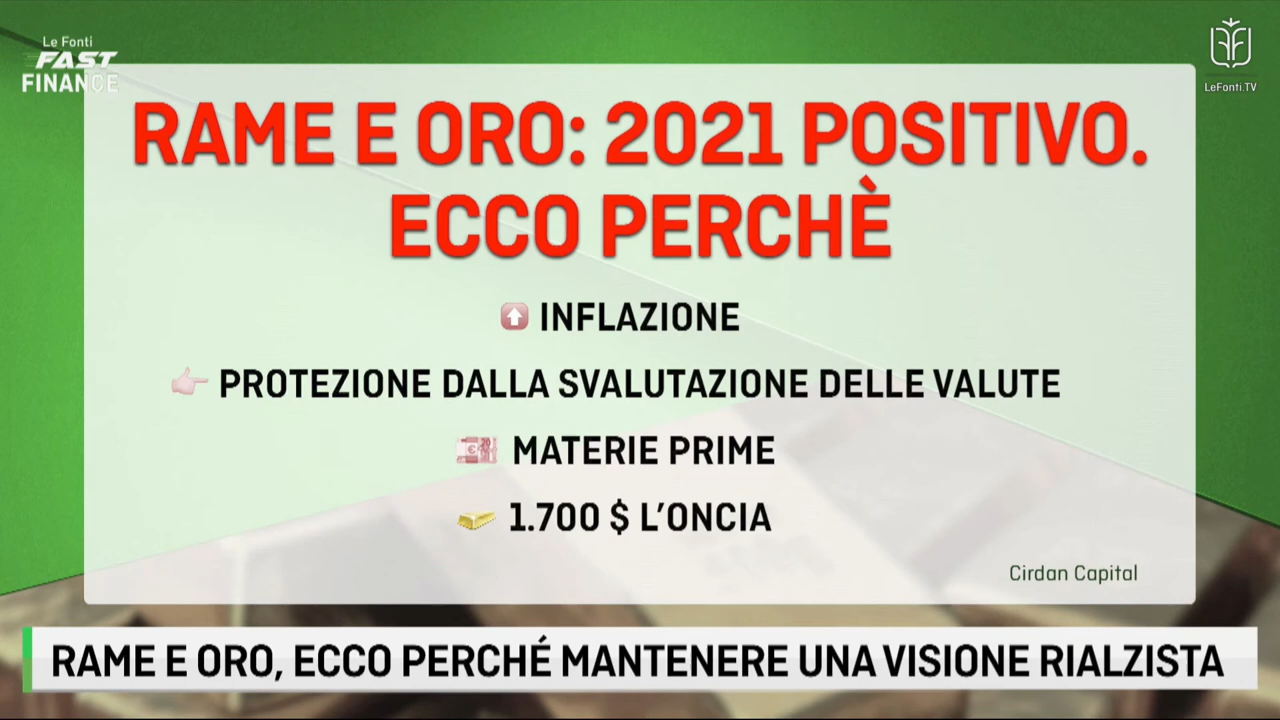 Le Fonti
FAST
FINANCE
LeFonti.TV
RAME E ORO: 2021 POSITIVO.
ECCO PERCHÈ
INFLAZIONE
PROTEZIONE DALLA SVALUTAZIONE DELLE VALUTE
MATERIE PRIME
1.700 $ L'ONCIA
Cirdan Capital
RAME E ORO, ECCO PERCHÉ MANTENERE UNA VISIONE RIALZISTA